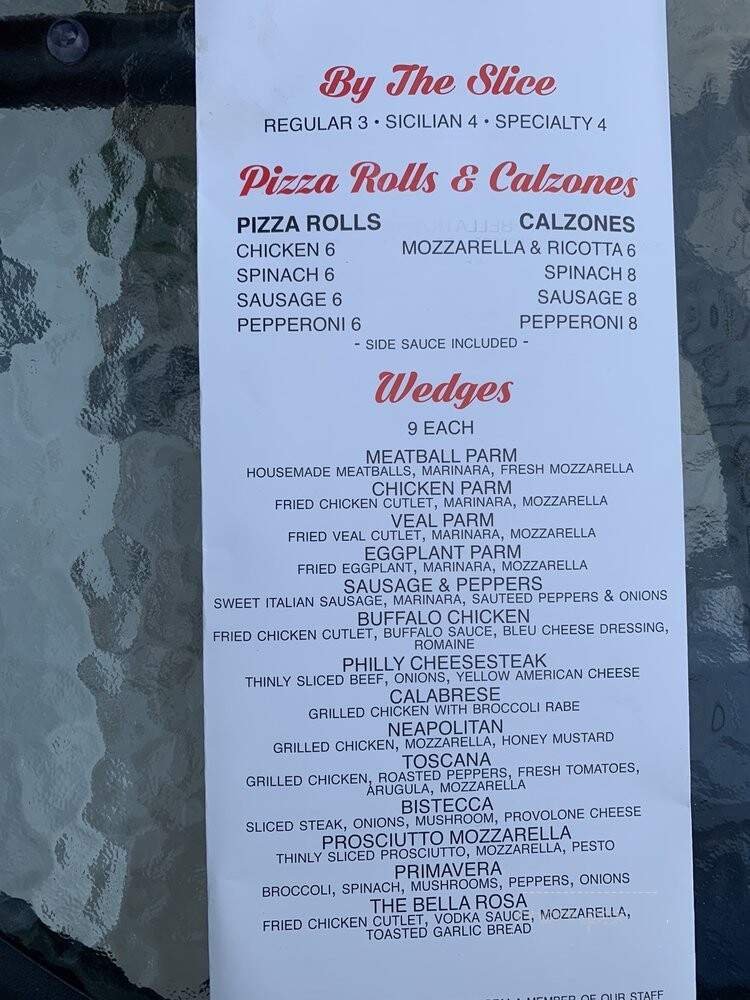 By The Slice
REGULAR 3 • SICILIAN 4 • SPECIALTY 4
Pizza Rolls & Calzones
PIZZA ROLLS
CHICKEN 6
SPINACH 6
SAUSAGE 6
PEPPERONI 6
CALZONES
MOZZARELLA & RICOTTA 6
SPINACH 8
SAUSAGE 8
PEPPERONI 8
- SIDE SAUCE INCLUDED -
Wedges
9 EACH
MEATBALL PARM
HOUSEMADE MEATBALLS, MARINARA, FRESH MOZZARELLA
CHICKEN PARM
FRIED CHICKEN CUTLET, MARINARA, MOZZARELLA
VEAL PARM
FRIED VEAL CUTLET, MARINARA, MOZZARELLA
EGGPLANT PARM
FRIED EGGPLANT, MARINARA, MOZZARELLA
SAUSAGE & PEPPERS
SWEET ITALIAN SAUSAGE, MARINARA, SAUTEED PEPPERS & ONIONS
BUFFALO CHICKEN
FRIED CHICKEN CUTLET, BUFFALO SAUCE, BLEU CHEESE DRESSING,
ROMAINE
PHILLY CHEESESTEAK
THINLY SLICED BEEF, ONIONS, YELLOW AMERICAN CHEESE
CALABRESE
GRILLED CHICKEN WITH BROCCOLI RABE
NEAPOLITAN
GRILLED CHICKEN, MOZZARELLA, HONEY MUSTARD
TOSCANA
GRILLED CHICKEN, ROASTED PEPPERS, FRESH TOMATOES,
ARUGULA, MOZZARELLA
BISTECCA
SLICED STEAK, ONIONS, MUSHROOM, PROVOLONE CHEESE
PROSCIUTTO MOZZARELLA
THINLY SLICED PROSCIUTTO, MOZZARELLA, PESTO
PRIMAVERA
BROCCOLI, SPINACH, MUSHROOMS, PEPPERS, ONIONS
THE BELLA ROSA
FRIED CHICKEN CUTLET, VODKA SAUCE, MOZZARELLA,
TOASTED GARLIC BREAD
A MEMBER OF OUR STAFF